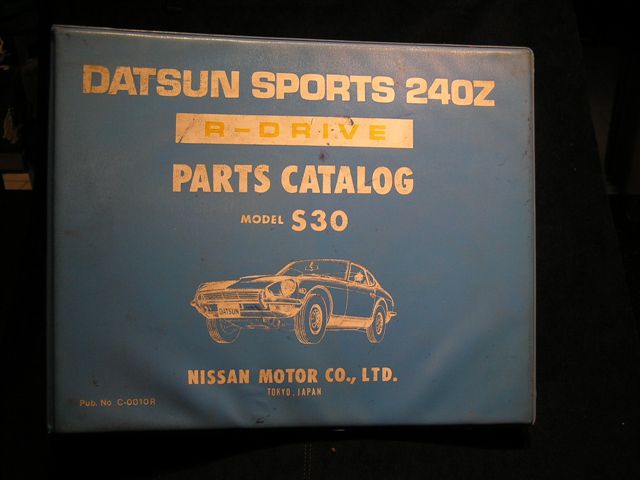 DATSUN SPORTS 240Z
R-DRIVE
PARTS CATALOG
MODEL S30
DATSUN
NISSAN MOTOR CO., LTD.
TOKYO, JAPAN
Pub. No. C-0010R